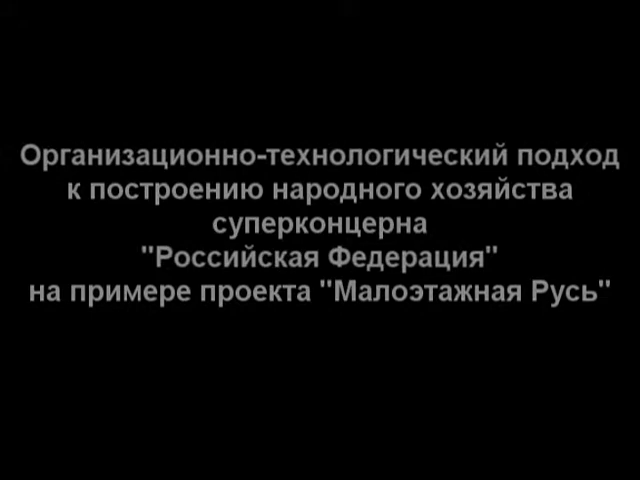 Организационно-технологический подход
к построению народного хозяйства
суперконцерна
"Российская Федерация"
на примере проекта "Малоэтажная Русь"